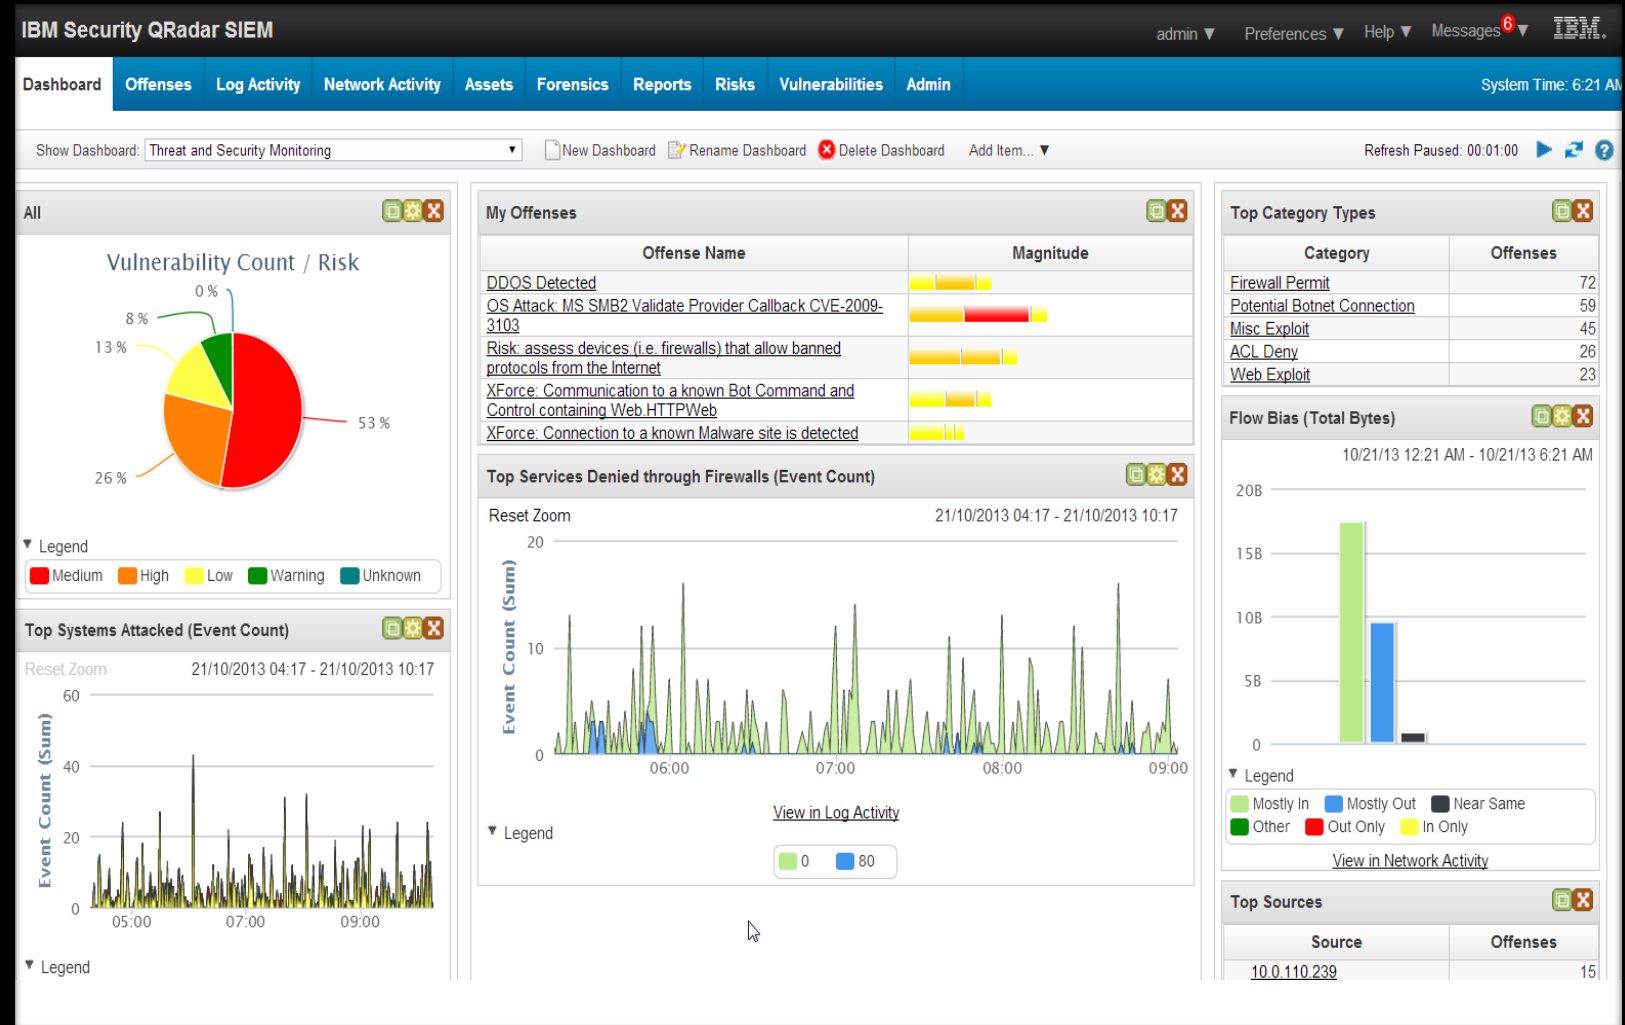 IBM Security QRadar SIEM
admin ▼ Preferences ▼ Help ▼ Messages 6 ▼ IBM.
Dashboard Offenses Log Activity Network Activity Assets Forensics Reports Risks Vulnerabilities Admin System Time: 6:21 AM
Show Dashboard: Threat and Security Monitoring New Dashboard Rename Dashboard Delete Dashboard Add Item... ▼ Refresh Paused: 00:01:00
All
Vulnerability Count / Risk
0 %
8 %
13 %
53 %
26 %
Legend
Medium High Low Warning Unknown
Top Systems Attacked (Event Count)
Reset Zoom 21/10/2013 04:17 - 21/10/2013 10:17
Event Count (Sum)
60
40
20
0
05:00 07:00 09:00
Legend
My Offenses
Offense Name Magnitude
DDOS Detected
OS Attack: MS SMB2 Validate Provider Callback CVE-2009-
3103
Risk: assess devices (i.e. firewalls) that allow banned
protocols from the Internet
XForce: Communication to a known Bot Command and
Control containing Web.HTTPWeb
XForce: Connection to a known Malware site is detected
Top Services Denied through Firewalls (Event Count)
Reset Zoom 21/10/2013 04:17 - 21/10/2013 10:17
Event Count (Sum)
20
10
0
06:00 07:00 08:00 09:00
View in Log Activity
Legend
0 80
Top Category Types
Category Offenses
Firewall Permit 72
Potential Botnet Connection 59
Misc Exploit 45
ACL Deny 26
Web Exploit 23
Flow Bias (Total Bytes)
10/21/13 12:21 AM - 10/21/13 6:21 AM
20B
15B
10B
5B
0
Legend
Mostly In Mostly Out Near Same
Other Out Only In Only
View in Network Activity
Top Sources
Source Offenses
10.0.110.239 15